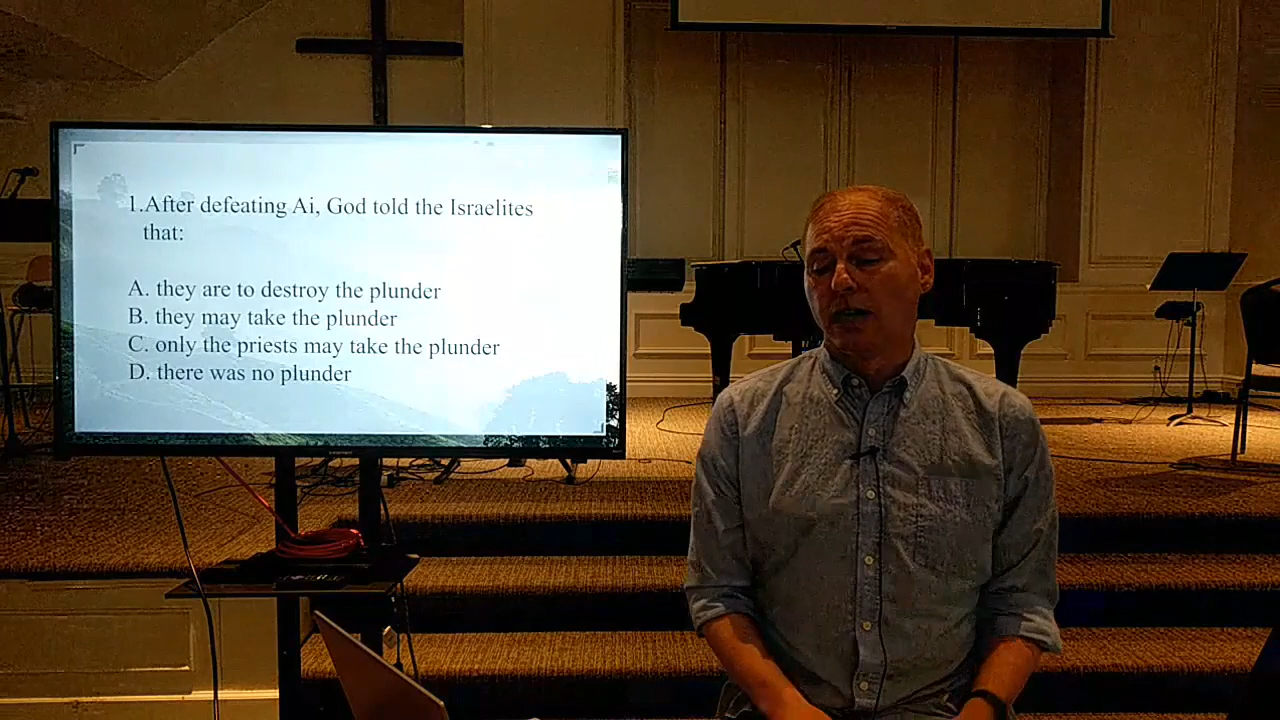 1.After defeating Ai, God told the Israelites
that:
A. they are to destroy the plunder
B. they may take the plunder
C. only the priests may take the plunder
D. there was no plunder